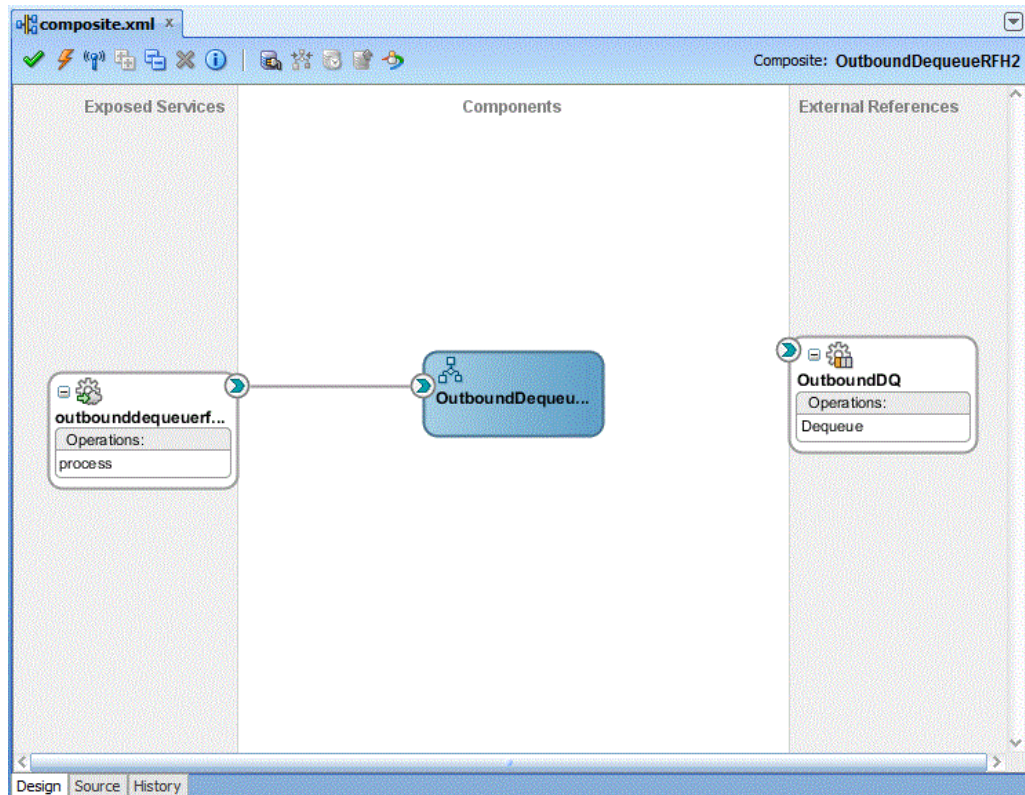 composite.xml x
Composite: OutboundDequeueRFH2
Exposed Services
Components
External References
outbounddequeuerf...
Operations:
process
OutboundDequeu...
OutboundDQ
Operations:
Dequeue
Design Source History